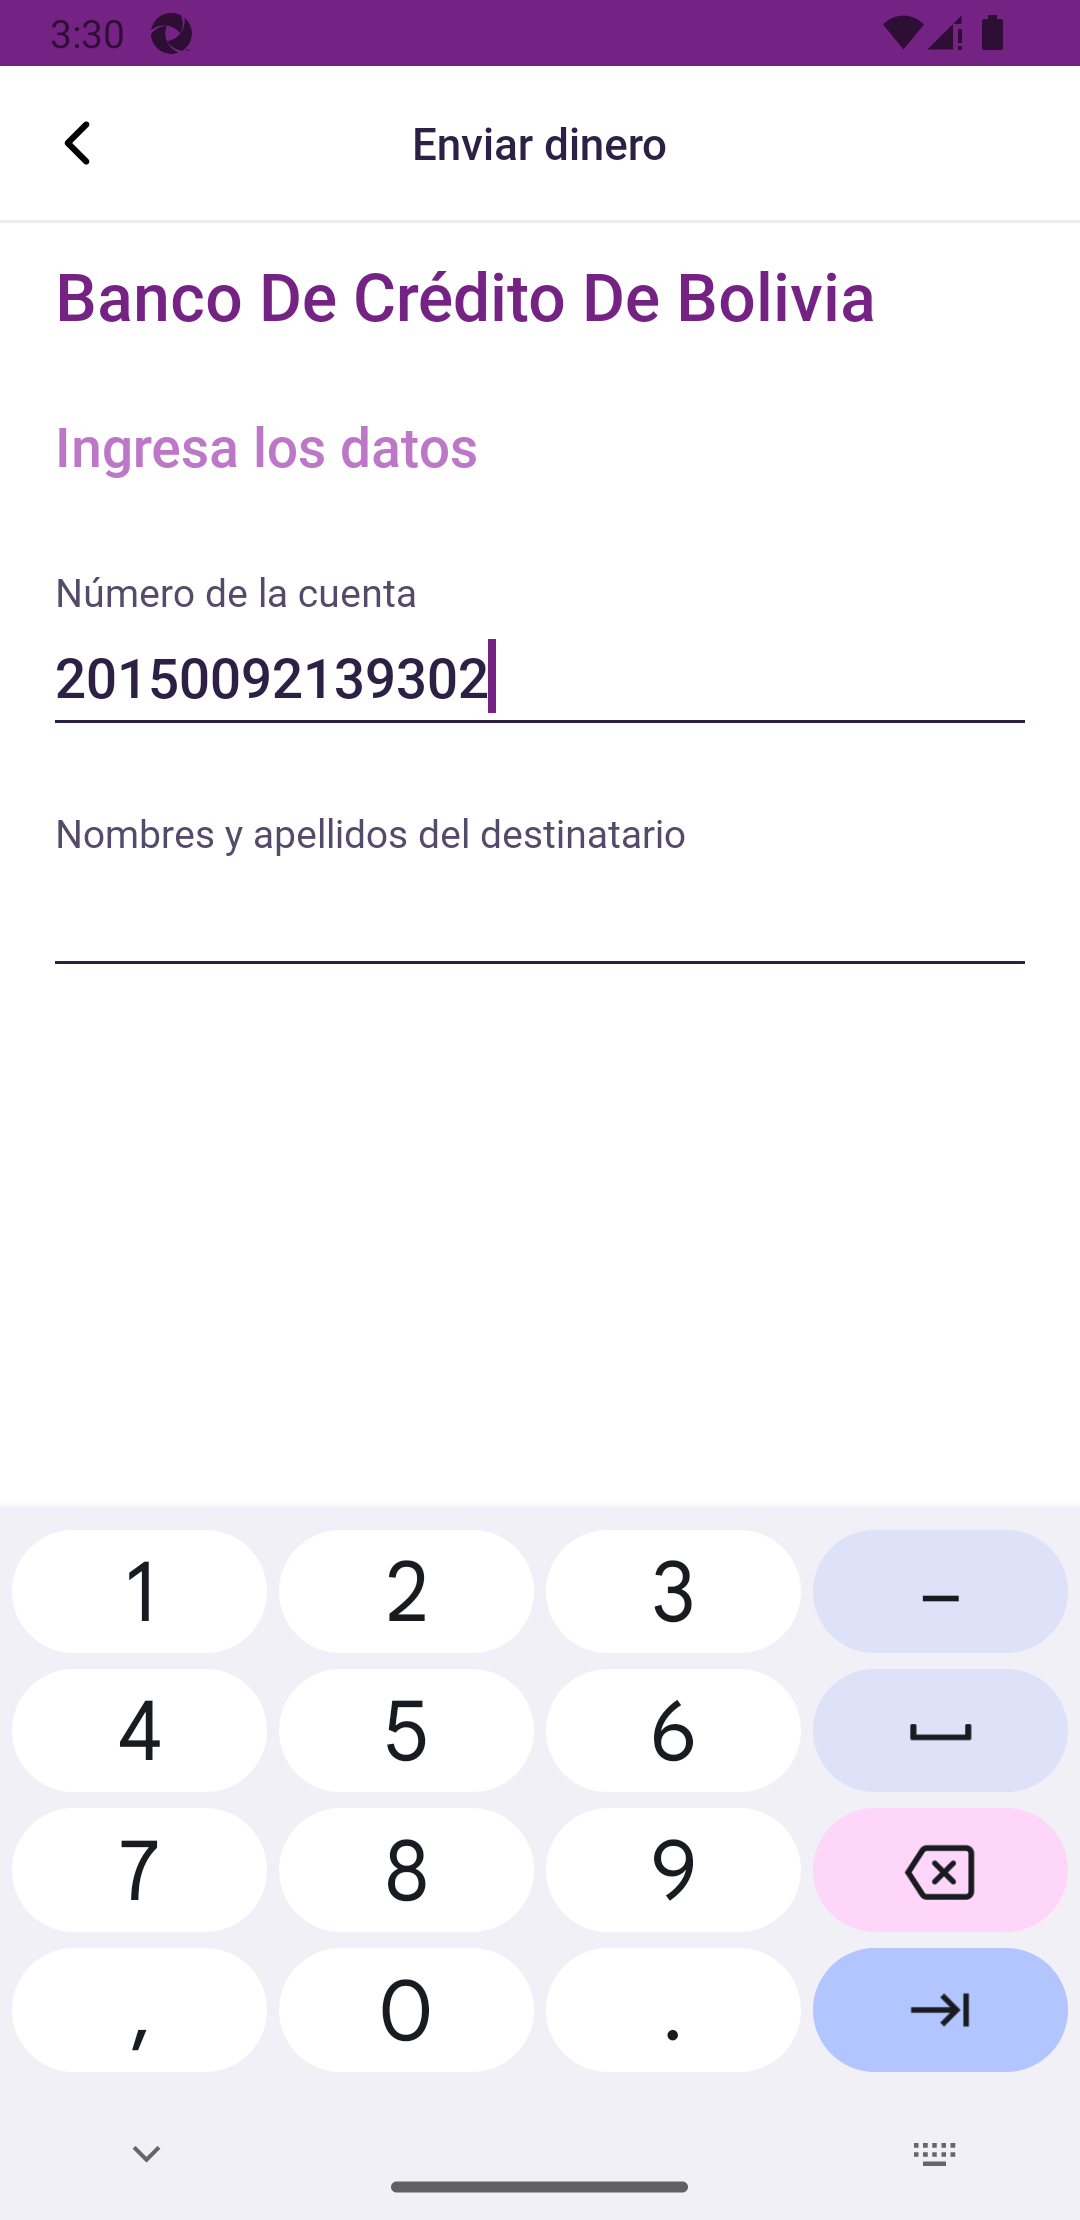 3:30
Enviar dinero
Banco De Crédito De Bolivia
Ingresa los datos
Número de la cuenta
20150092139302
Nombres y apellidos del destinatario
1 2 3 –
4 5 6
7 8 9
, 0 .